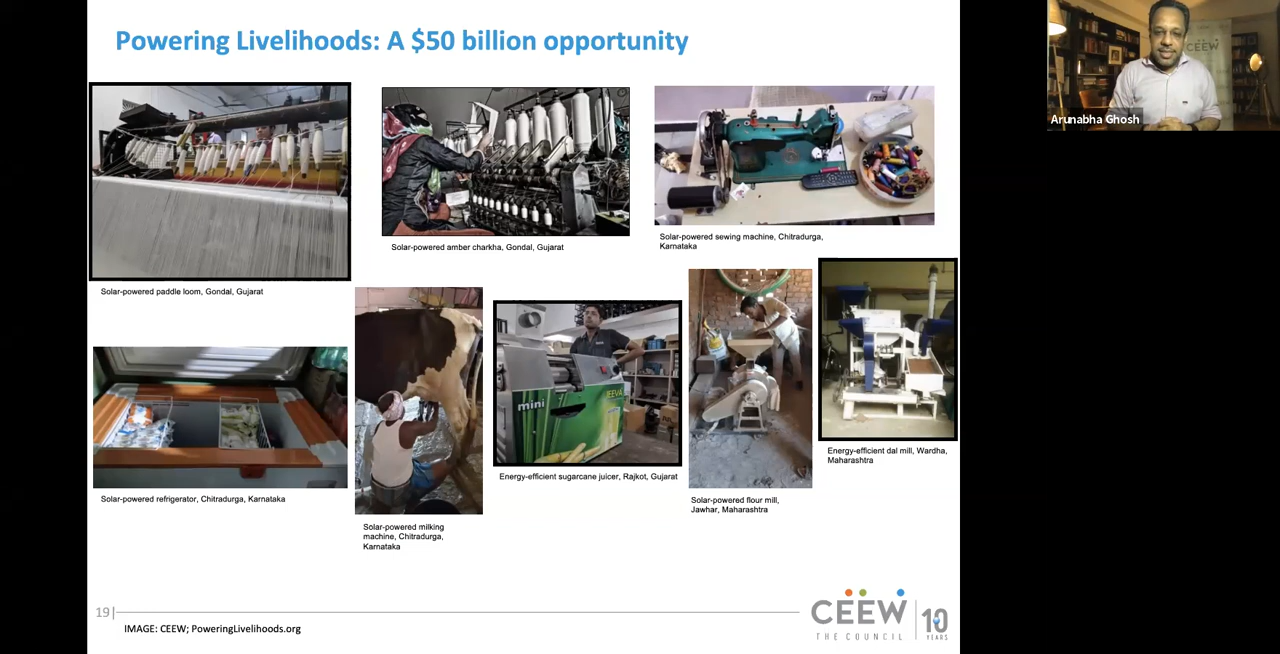 Powering Livelihoods: A $50 billion opportunity
Arunabha Ghosh
CEEW
Solar-powered paddle loom, Gondal, Gujarat
Solar-powered amber charkha, Gondal, Gujarat
Solar-powered sewing machine, Chitradurga,
Karnataka
Solar-powered refrigerator, Chitradurga, Karnataka
Solar-powered milking
machine, Chitradurga,
Karnataka
mini
Energy-efficient sugarcane juicer, Rajkot, Gujarat
Solar-powered flour mill,
Jawhar, Maharashtra
Energy-efficient dal mill, Wardha,
Maharashtra
19
IMAGE: CEEW; PoweringLivelihoods.org
CEEW
THE COUNCIL
10
YEARS